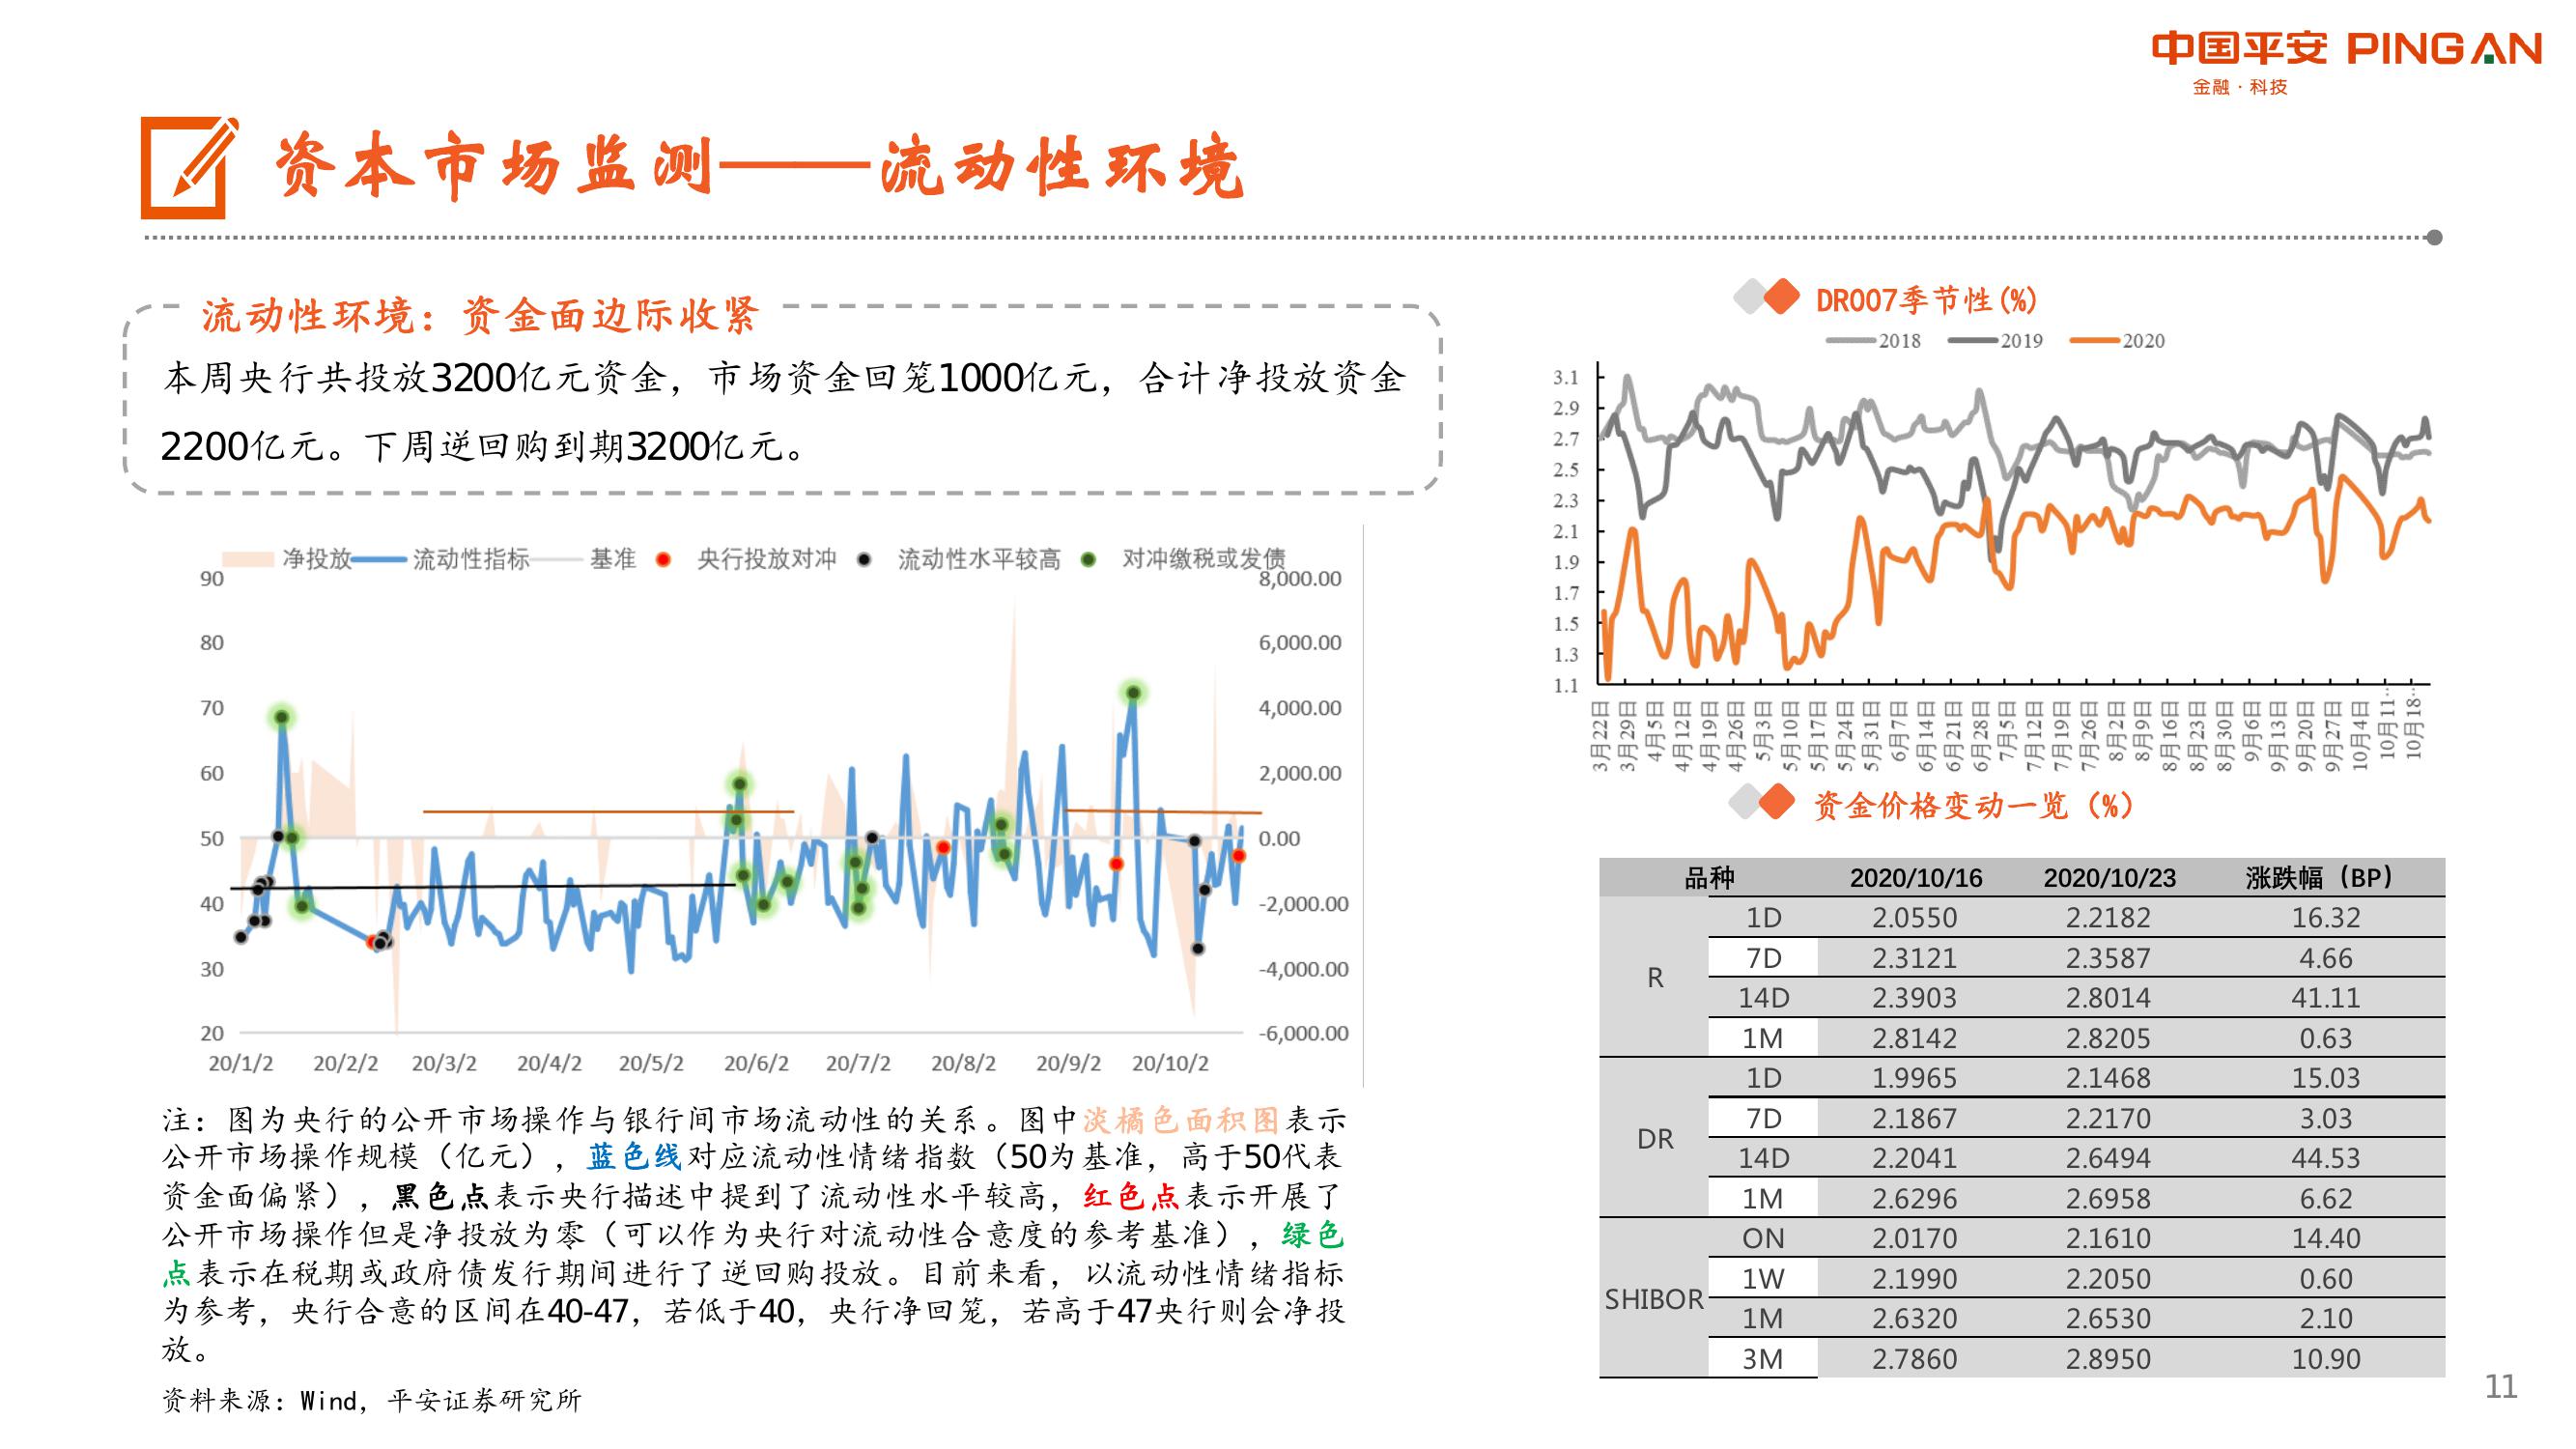 中国平安 PINGAN
金融·科技
资本市场监测——流动性环境
流动性环境：资金面边际收紧
本周央行共投放3200亿元资金，市场资金回笼1000亿元，合计净投放资金
2200亿元。下周逆回购到期3200亿元。
净投放 流动性指标 基准 央行投放对冲 流动性水平较高 对冲缴税或发债
90 8,000.00
80 6,000.00
70 4,000.00
60 2,000.00
50 0.00
40 -2,000.00
30 -4,000.00
20 -6,000.00
20/1/2 20/2/2 20/3/2 20/4/2 20/5/2 20/6/2 20/7/2 20/8/2 20/9/2 20/10/2
注：图为央行的公开市场操作与银行间市场流动性的关系。图中淡橘色面积图表示
公开市场操作规模（亿元），蓝色线对应流动性情绪指数（50为基准，高于50代表
资金面偏紧），黑色点表示央行描述中提到了流动性水平较高，红色点表示开展了
公开市场操作但是净投放为零（可以作为央行对流动性合意度的参考基准），绿色
点表示在税期或政府债发行期间进行了逆回购投放。目前来看，以流动性情绪指标
为参考，央行合意的区间在40-47，若低于40，央行净回笼，若高于47央行则会净投
放。
资料来源：Wind，平安证券研究所
DR007季节性(%)
2018 2019 2020
3.1
2.9
2.7
2.5
2.3
2.1
1.9
1.7
1.5
1.3
1.1
3月22日 3月29日 4月5日 4月12日 4月19日 4月26日 5月3日 5月10日 5月17日 5月24日 5月31日 6月7日 6月14日 6月21日 6月28日 7月5日 7月12日 7月19日 7月26日 8月2日 8月9日 8月16日 8月23日 8月30日 9月6日 9月13日 9月20日 9月27日 10月4日 10月11… 10月18…
资金价格变动一览（%）
品种 2020/10/16 2020/10/23 涨跌幅（BP）
R
1D 2.0550 2.2182 16.32
7D 2.3121 2.3587 4.66
14D 2.3903 2.8014 41.11
1M 2.8142 2.8205 0.63
DR
1D 1.9965 2.1468 15.03
7D 2.1867 2.2170 3.03
14D 2.2041 2.6494 44.53
1M 2.6296 2.6958 6.62
SHIBOR
ON 2.0170 2.1610 14.40
1W 2.1990 2.2050 0.60
1M 2.6320 2.6530 2.10
3M 2.7860 2.8950 10.90
11